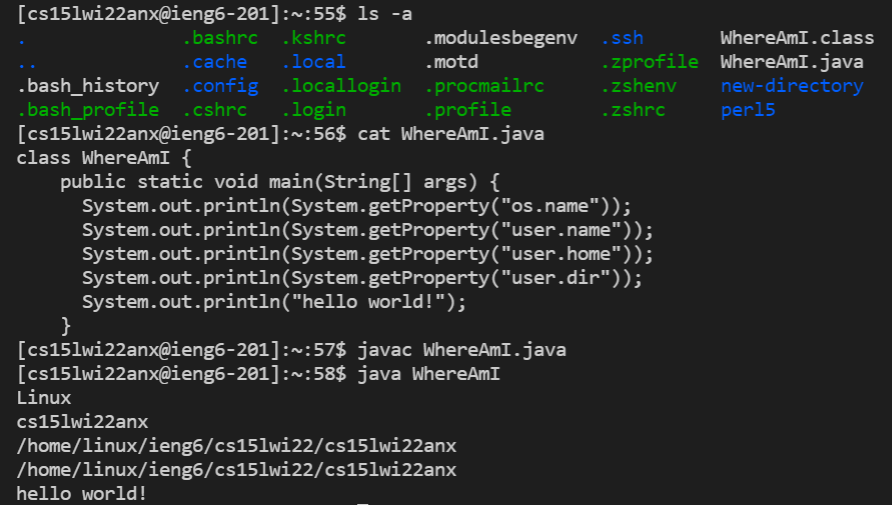 [cs15lwi22anx@ieng6-201]:~:55$ ls -a
. .bashrc .kshrc .modulesbegenv .ssh WhereAmI.class
.. .cache .local .motd .zprofile WhereAmI.java
.bash_history .config .locallogin .procmailrc .zshenv new-directory
.bash_profile .cshrc .login .profile .zshrc perl5
[cs15lwi22anx@ieng6-201]:~:56$ cat WhereAmI.java
class WhereAmI {
    public static void main(String[] args) {
      System.out.println(System.getProperty("os.name"));
      System.out.println(System.getProperty("user.name"));
      System.out.println(System.getProperty("user.home"));
      System.out.println(System.getProperty("user.dir"));
      System.out.println("hello world!");
    }
[cs15lwi22anx@ieng6-201]:~:57$ javac WhereAmI.java
[cs15lwi22anx@ieng6-201]:~:58$ java WhereAmI
Linux
cs15lwi22anx
/home/linux/ieng6/cs15lwi22/cs15lwi22anx
/home/linux/ieng6/cs15lwi22/cs15lwi22anx
hello world!